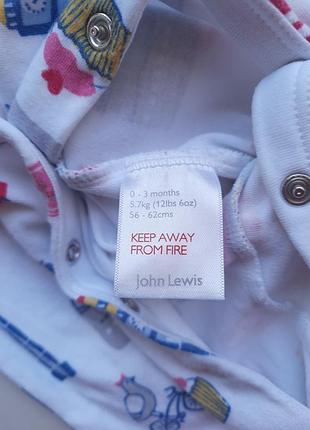 0 - 3 months
5.7kg (12lbs 6oz)
56 - 62cms
KEEP AWAY
FROM FIRE
John Lewis